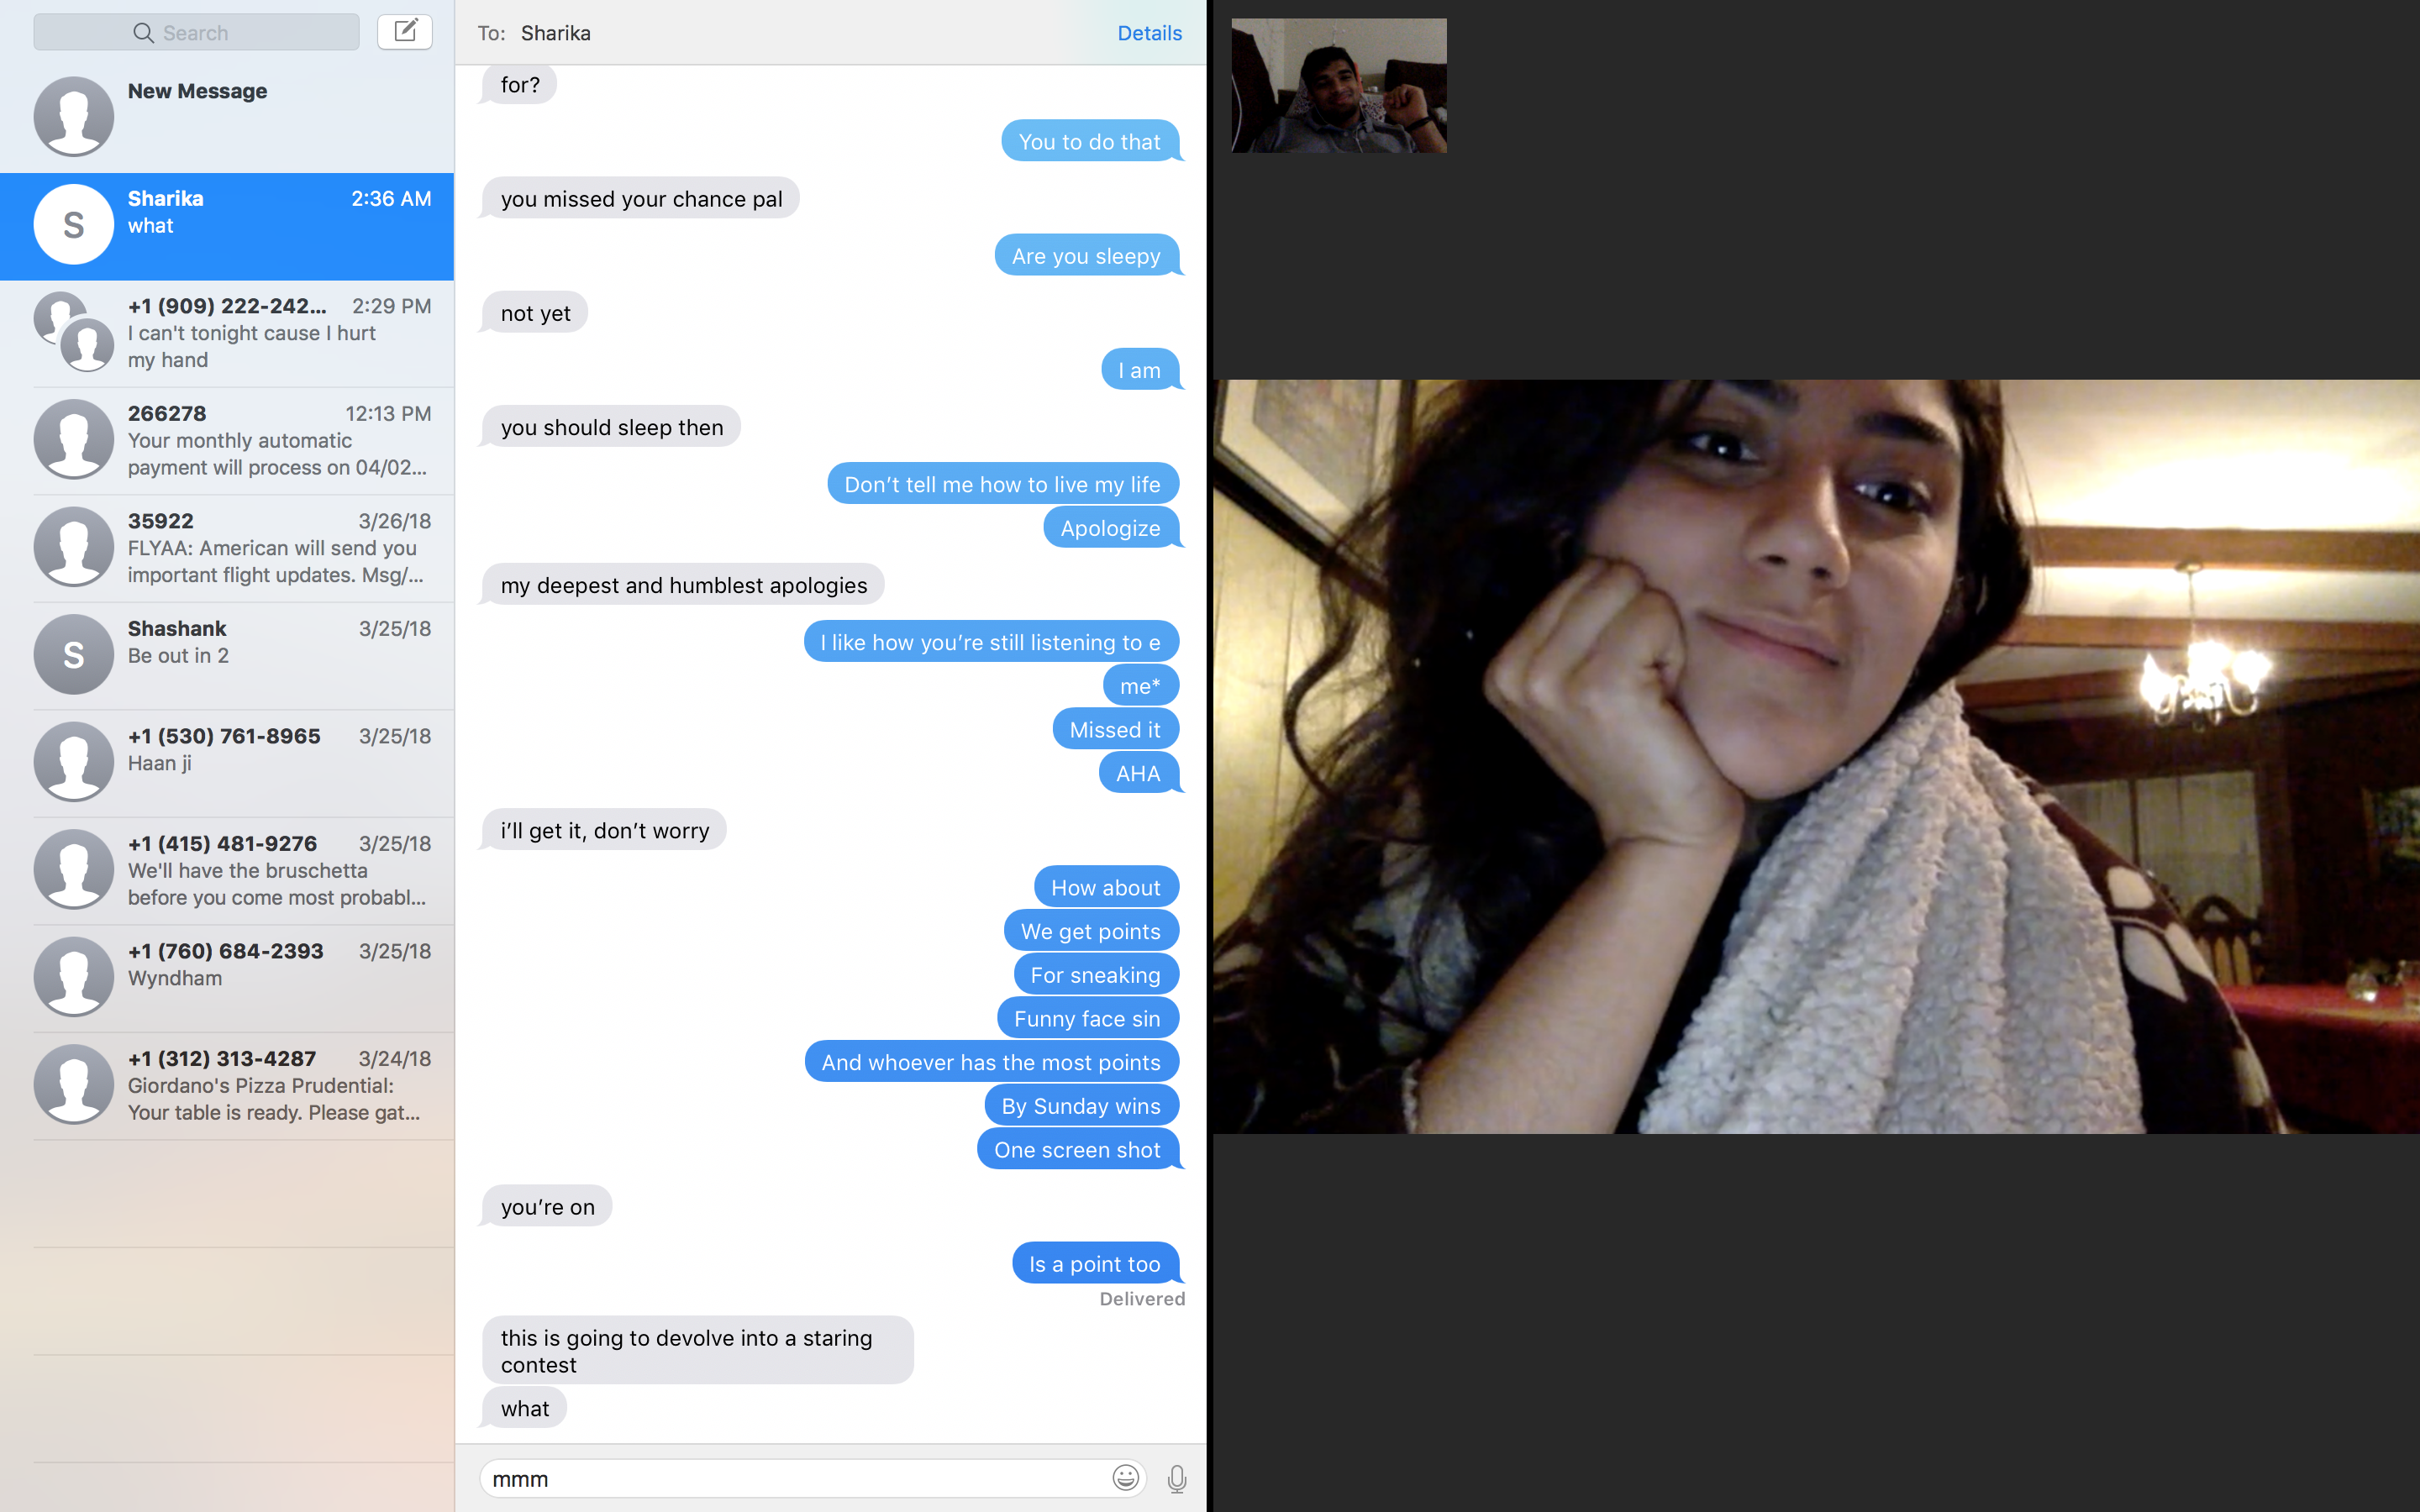 Search
New Message
S
Sharika
2:36 AM
what
+1 (909) 222-242...
2:29 PM
I can't tonight cause I hurt
my hand
266278
12:13 PM
Your monthly automatic
payment will process on 04/02...
35922
3/26/18
FLYAA: American will send you
important flight updates. Msg/...
S
Shashank
3/25/18
Be out in 2
+1 (530) 761-8965
3/25/18
Haan ji
+1 (415) 481-9276
3/25/18
We'll have the bruschetta
before you come most probabl...
+1 (760) 684-2393
3/25/18
Wyndham
+1 (312) 313-4287
3/24/18
Giordano's Pizza Prudential:
Your table is ready. Please gat...
To: Sharika
Details
for?
You to do that
you missed your chance pal
Are you sleepy
not yet
I am
you should sleep then
Don’t tell me how to live my life
Apologize
my deepest and humblest apologies
I like how you’re still listening to e
me*
Missed it
AHA
i’ll get it, don’t worry
How about
We get points
For sneaking
Funny face sin
And whoever has the most points
By Sunday wins
One screen shot
you’re on
Is a point too
Delivered
this is going to devolve into a staring
contest
what
mmm